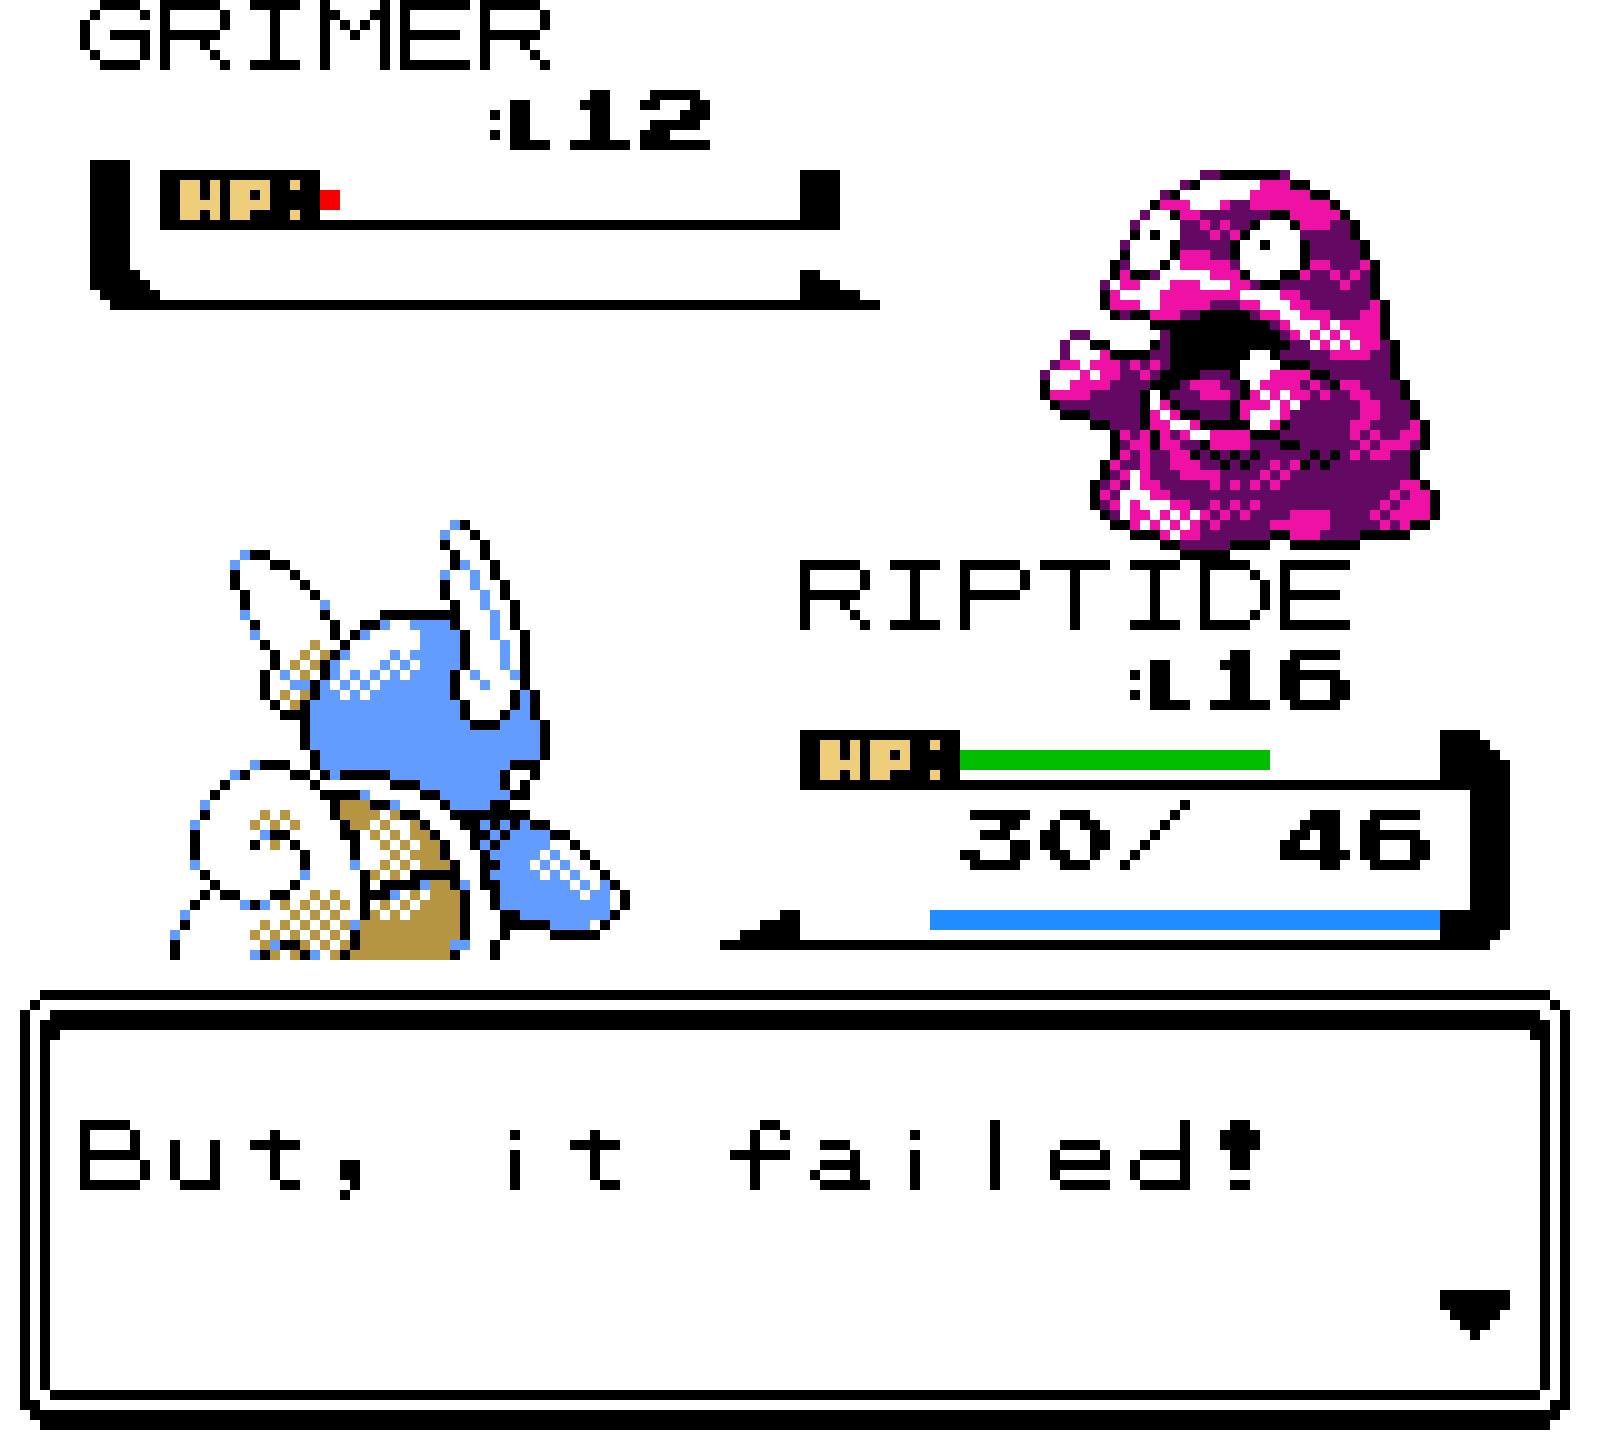 GRIMER
:L12
HP:
RIPTIDE
:L16
HP:
30/ 46
But, it failed!